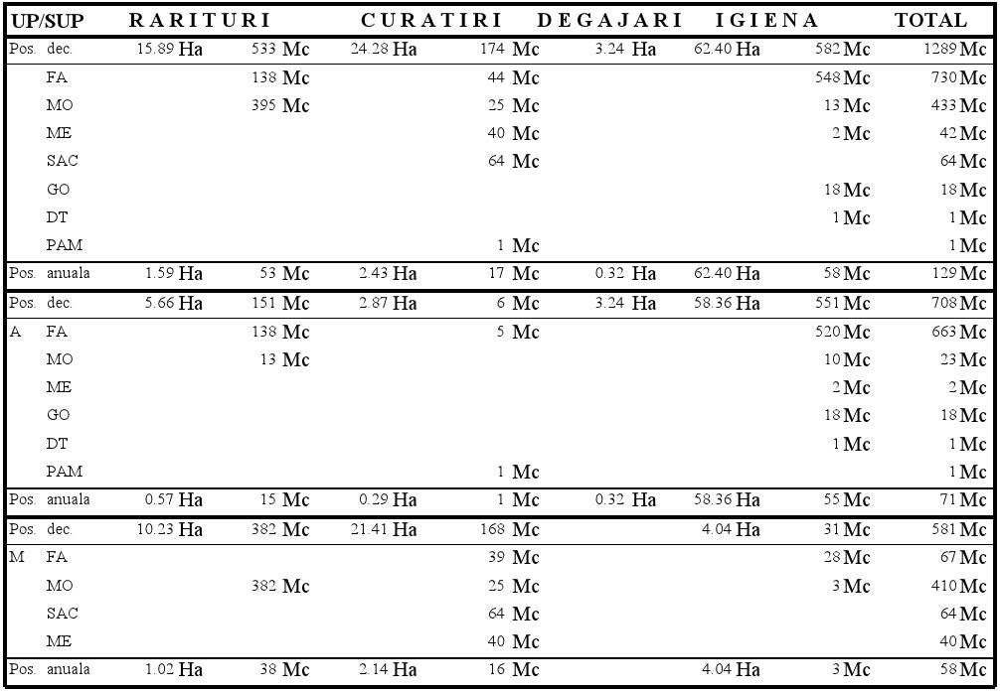 UP/SUP R A R I T U R I C U R A T I R I D E G A J A R I I G I E N A TOTAL
Pos. dec. 15.89 Ha 533 Mc 24.28 Ha 174 Mc 3.24 Ha 62.40 Ha 582 Mc 1289 Mc
FA 138 Mc 44 Mc 548 Mc 730 Mc
MO 395 Mc 25 Mc 13 Mc 433 Mc
ME 40 Mc 2 Mc 42 Mc
SAC 64 Mc 64 Mc
GO 18 Mc 18 Mc
DT 1 Mc 1 Mc
PAM 1 Mc 1 Mc
Pos. anuala 1.59 Ha 53 Mc 2.43 Ha 17 Mc 0.32 Ha 62.40 Ha 58 Mc 129 Mc
Pos. dec. 5.66 Ha 151 Mc 2.87 Ha 6 Mc 3.24 Ha 58.36 Ha 551 Mc 708 Mc
A FA 138 Mc 5 Mc 520 Mc 663 Mc
MO 13 Mc 10 Mc 23 Mc
ME 2 Mc 2 Mc
GO 18 Mc 18 Mc
DT 1 Mc 1 Mc
PAM 1 Mc 1 Mc
Pos. anuala 0.57 Ha 15 Mc 0.29 Ha 1 Mc 0.32 Ha 58.36 Ha 55 Mc 71 Mc
Pos. dec. 10.23 Ha 382 Mc 21.41 Ha 168 Mc 4.04 Ha 31 Mc 581 Mc
M FA 39 Mc 28 Mc 67 Mc
MO 382 Mc 25 Mc 3 Mc 410 Mc
SAC 64 Mc 64 Mc
ME 40 Mc 40 Mc
Pos. anuala 1.02 Ha 38 Mc 2.14 Ha 16 Mc 4.04 Ha 3 Mc 58 Mc